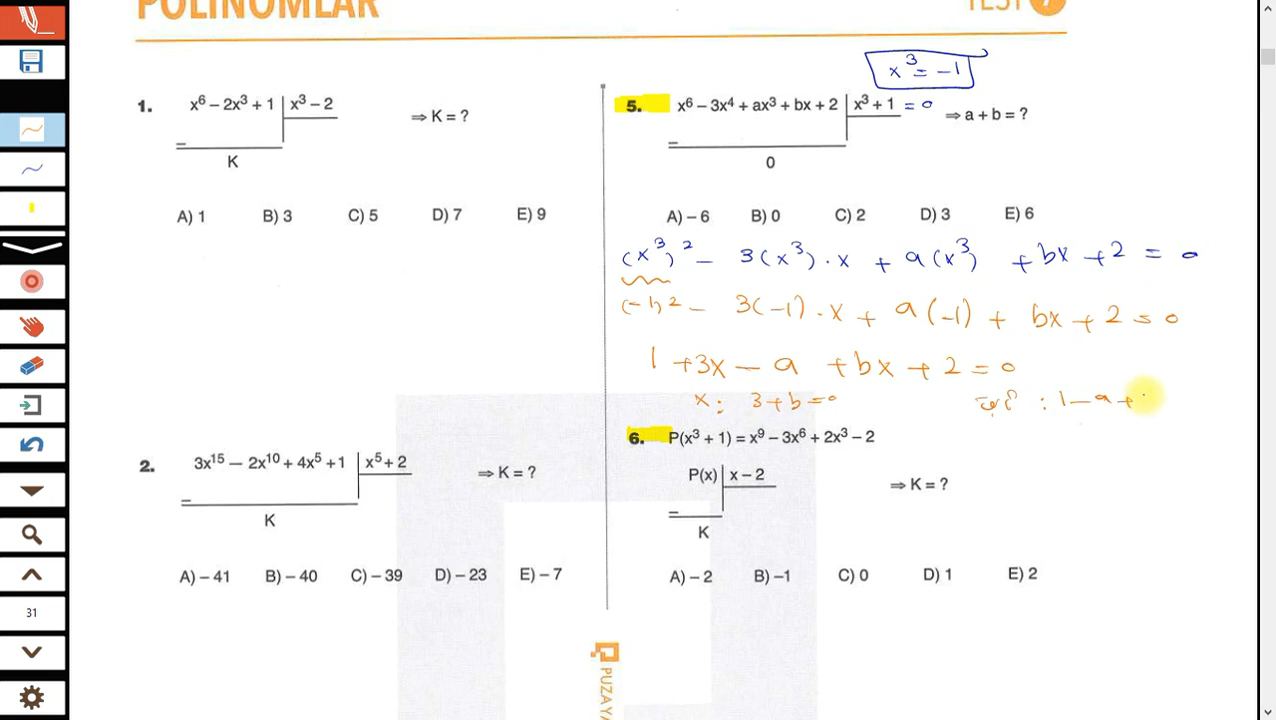 POLİNOMLAR
TEST 7
1. x⁶ – 2x³ + 1 | x³ – 2 ⇒ K = ?
K
A) 1 B) 3 C) 5 D) 7 E) 9
2. 3x¹⁵ – 2x¹⁰ + 4x⁵ + 1 | x⁵ + 2 ⇒ K = ?
K
A) – 41 B) – 40 C) – 39 D) – 23 E) – 7
x³ = –1
5. x⁶ – 3x⁴ + ax³ + bx + 2 | x³ + 1 = 0 ⇒ a + b = ?
0
A) – 6 B) 0 C) 2 D) 3 E) 6
(x³)² – 3(x³)·x + a(x³) + bx + 2 = 0
(–1)² – 3(–1)·x + a(–1) + bx + 2 = 0
1 + 3x – a + bx + 2 = 0
x: 3 + b = 0 : 1 – a +
6. P(x³ + 1) = x⁹ – 3x⁶ + 2x³ – 2
P(x) | x – 2 ⇒ K = ?
K
A) – 2 B) –1 C) 0 D) 1 E) 2
PUZAYA
31